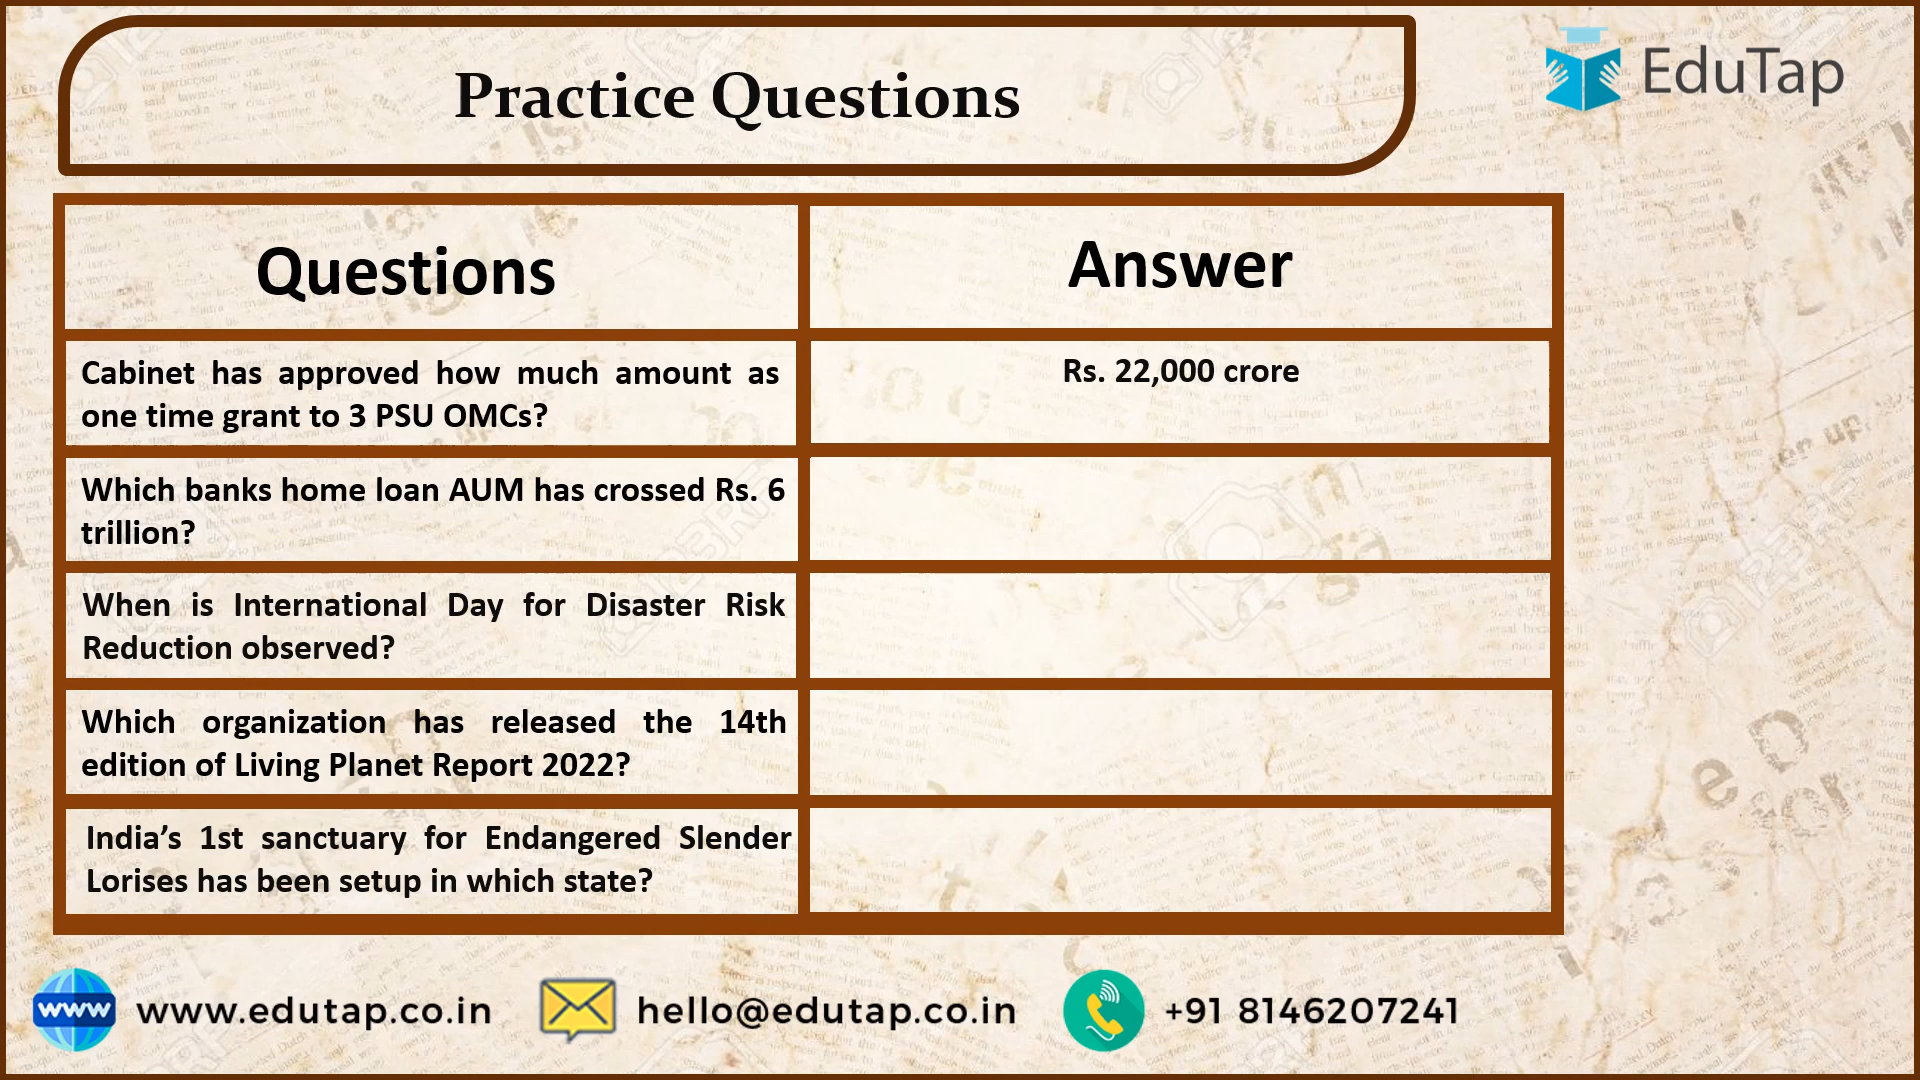 Practice Questions
EduTap
Questions
Answer
Cabinet has approved how much amount as
one time grant to 3 PSU OMCs?
Rs. 22,000 crore
Which banks home loan AUM has crossed Rs. 6
trillion?
When is International Day for Disaster Risk
Reduction observed?
Which organization has released the 14th
edition of Living Planet Report 2022?
India’s 1st sanctuary for Endangered Slender
Lorises has been setup in which state?
www
www.edutap.co.in
hello@edutap.co.in
+91 8146207241